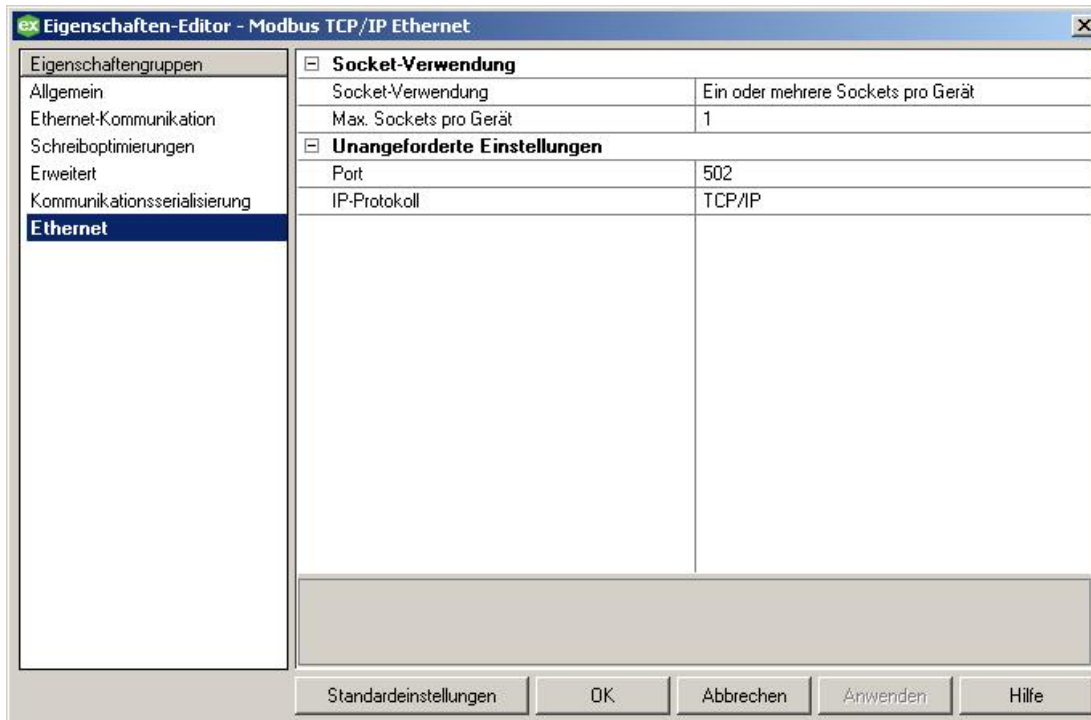 ex Eigenschaften-Editor - Modbus TCP/IP Ethernet
Eigenschaftengruppen
Allgemein
Ethernet-Kommunikation
Schreiboptimierungen
Erweitert
Kommunikationsserialisierung
Ethernet
Socket-Verwendung
Socket-Verwendung Ein oder mehrere Sockets pro Gerät
Max. Sockets pro Gerät 1
Unangeforderte Einstellungen
Port 502
IP-Protokoll TCP/IP
Standardeinstellungen OK Abbrechen Anwenden Hilfe